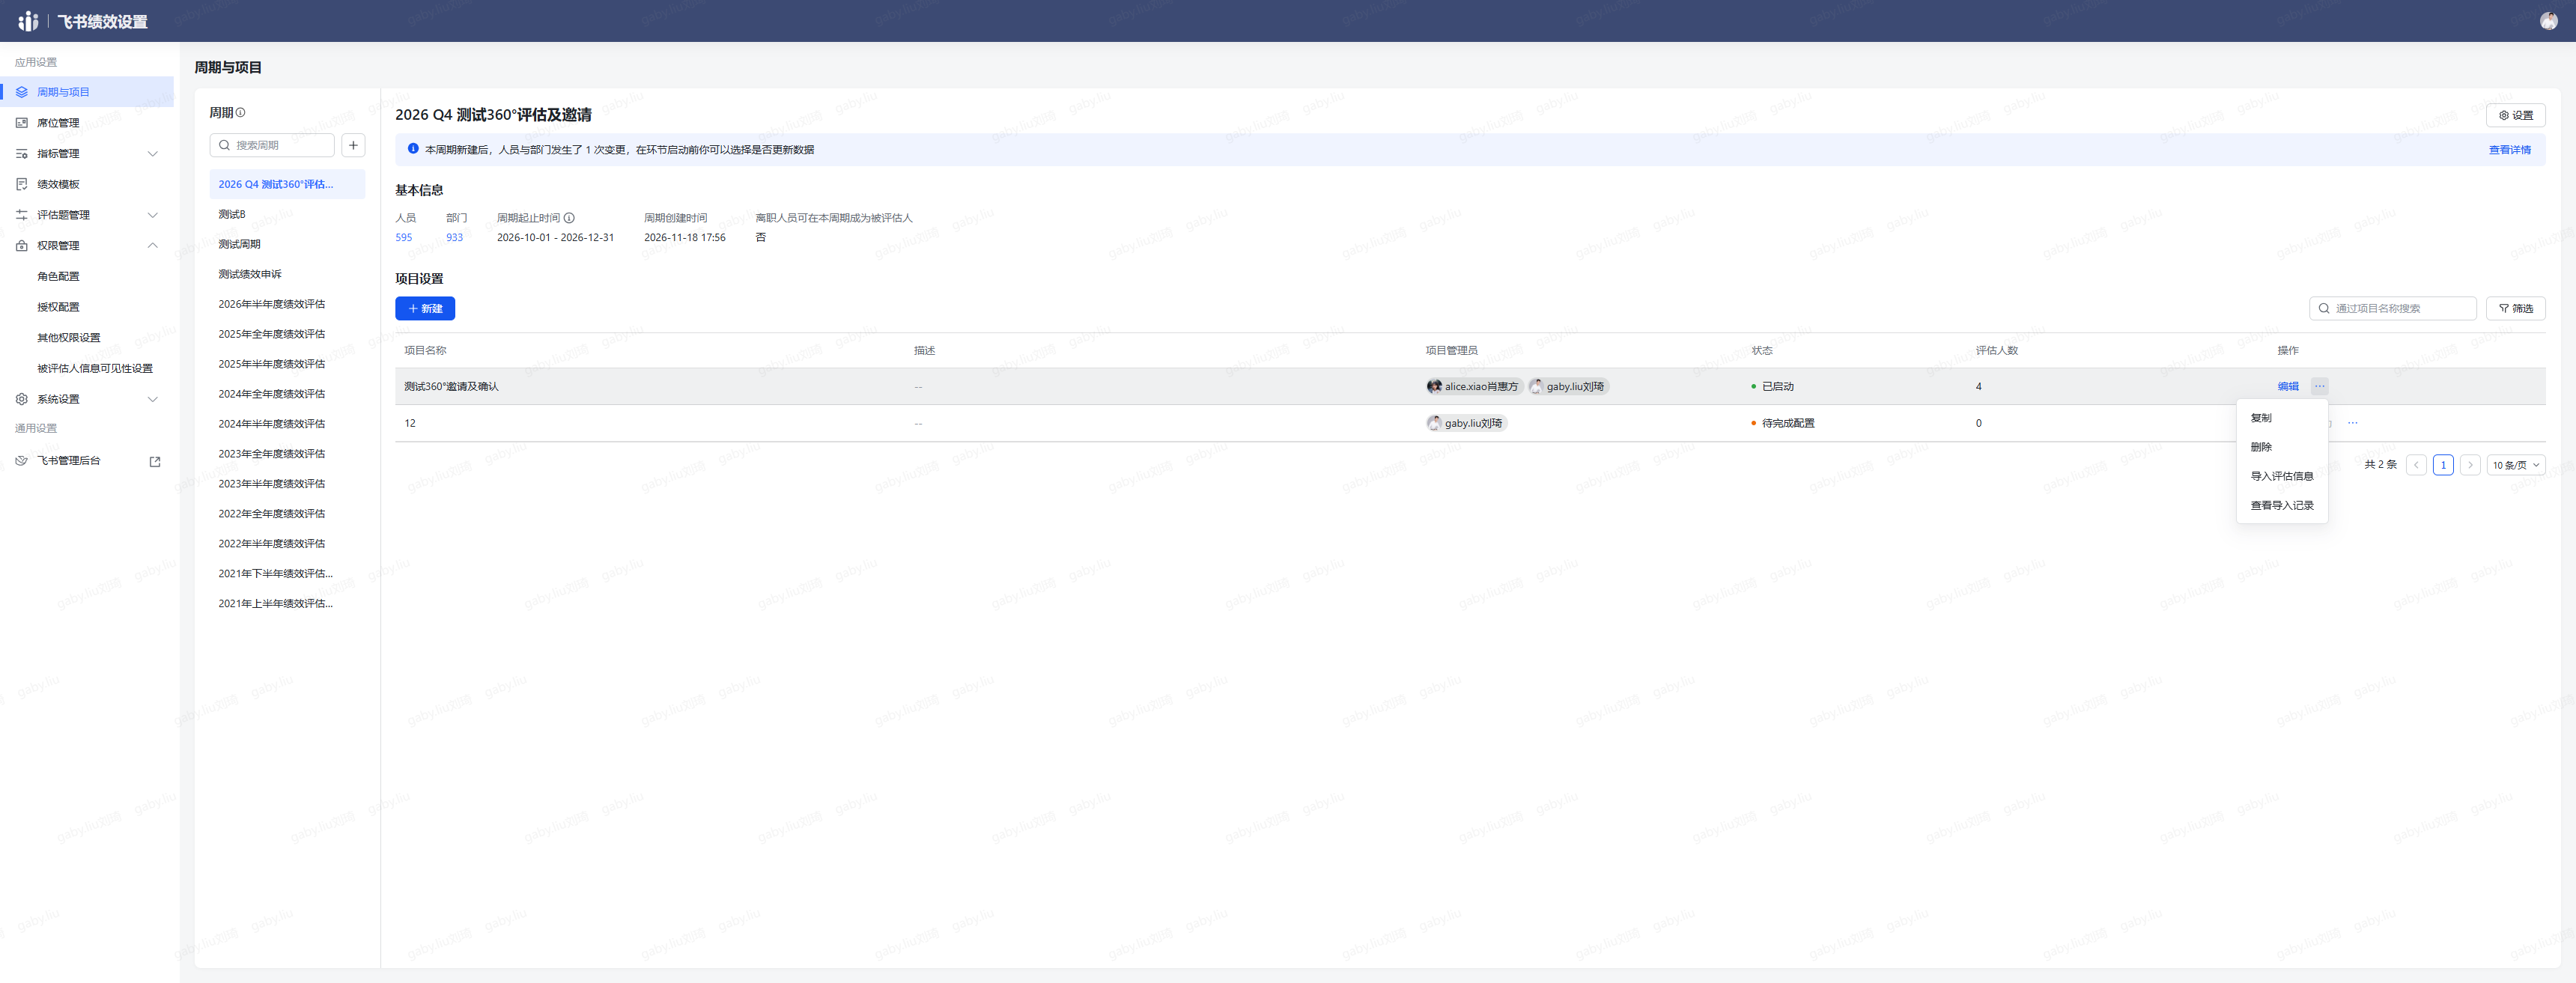 飞书绩效设置
应用设置
周期与项目
席位管理
指标管理
绩效模板
评估题管理
权限管理
角色配置
授权配置
其他权限设置
被评估人信息可见性设置
系统设置
通用设置
飞书管理后台
周期与项目
周期
搜索周期
2026 Q4 测试360°评估...
测试B
测试周期
测试绩效申诉
2026年半年度绩效评估
2025年全年度绩效评估
2025年半年度绩效评估
2024年全年度绩效评估
2024年半年度绩效评估
2023年全年度绩效评估
2023年半年度绩效评估
2022年全年度绩效评估
2022年半年度绩效评估
2021年下半年绩效评估...
2021年上半年绩效评估...
2026 Q4 测试360°评估及邀请
设置
本周期新建后，人员与部门发生了 1 次变更，在环节启动前你可以选择是否更新数据
查看详情
基本信息
人员 部门 周期起止时间 周期创建时间 离职人员可在本周期成为被评估人
595 933 2026-10-01 - 2026-12-31 2026-11-18 17:56 否
项目设置
新建
通过项目名称搜索
筛选
项目名称 描述 项目管理员 状态 评估人数 操作
测试360°邀请及确认 -- alice.xiao肖惠方 gaby.liu刘琦 已启动 4 编辑 ...
12 -- gaby.liu刘琦 待完成配置 0 ...
复制
删除
导入评估信息
查看导入记录
共 2 条 1 10 条/页
gaby.liu刘琦